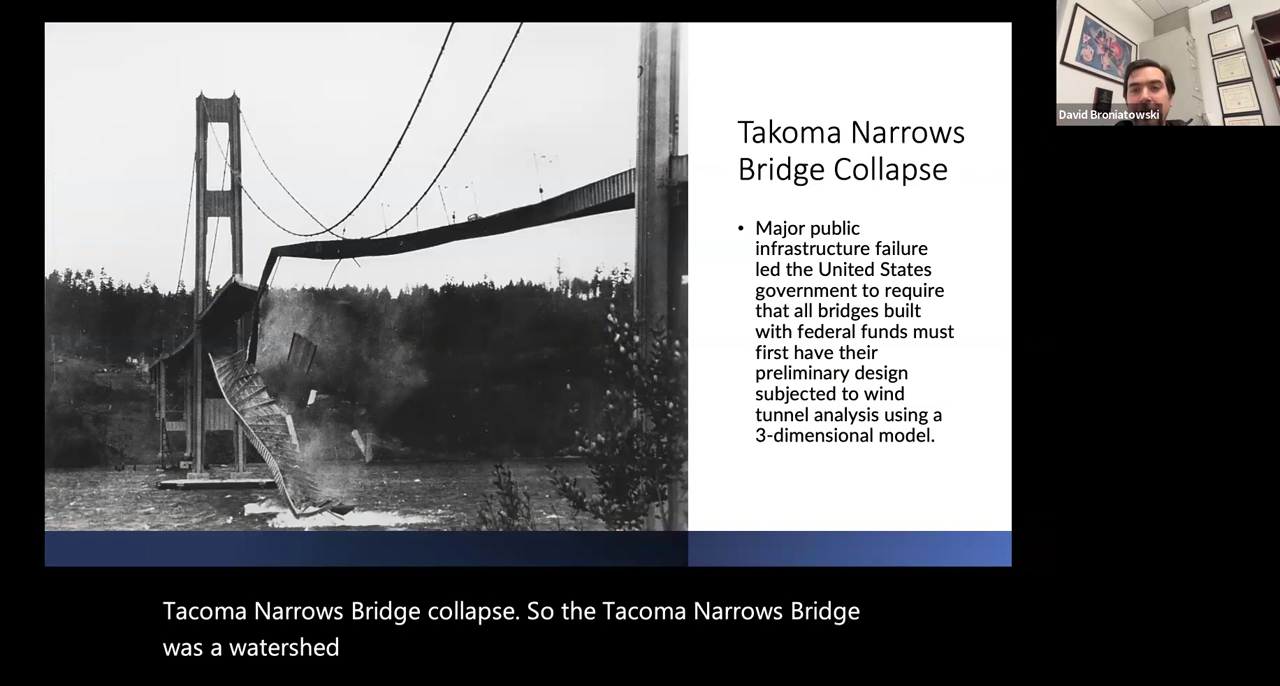 Takoma Narrows
Bridge Collapse
• Major public
infrastructure failure
led the United States
government to require
that all bridges built
with federal funds must
first have their
preliminary design
subjected to wind
tunnel analysis using a
3-dimensional model.
David Broniatowski
Tacoma Narrows Bridge collapse. So the Tacoma Narrows Bridge
was a watershed